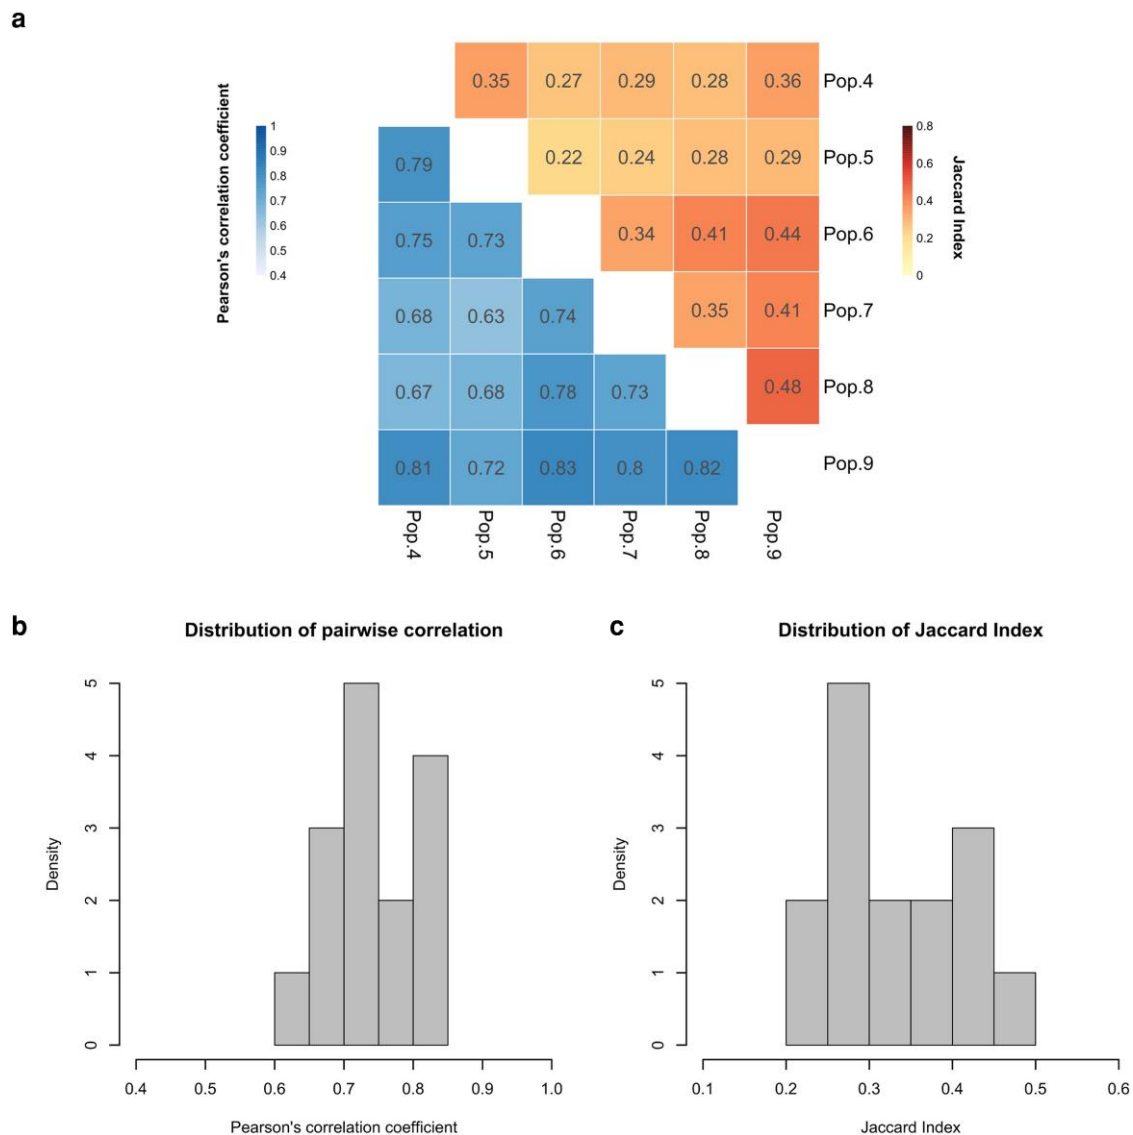 a
Pearson's correlation coefficient
1
0.9
0.8
0.7
0.6
0.5
0.4
0.35 0.27 0.29 0.28 0.36 Pop.4
0.79 0.22 0.24 0.28 0.29 Pop.5
0.75 0.73 0.34 0.41 0.44 Pop.6
0.68 0.63 0.74 0.35 0.41 Pop.7
0.67 0.68 0.78 0.73 0.48 Pop.8
0.81 0.72 0.83 0.8 0.82 Pop.9
Pop.4 Pop.5 Pop.6 Pop.7 Pop.8 Pop.9
0.8
0.6
0.4
0.2
0
Jaccard Index
b
Distribution of pairwise correlation
Density
5
4
3
2
1
0
0.4 0.5 0.6 0.7 0.8 0.9 1.0
Pearson's correlation coefficient
c
Distribution of Jaccard Index
Density
5
4
3
2
1
0
0.1 0.2 0.3 0.4 0.5 0.6
Jaccard Index